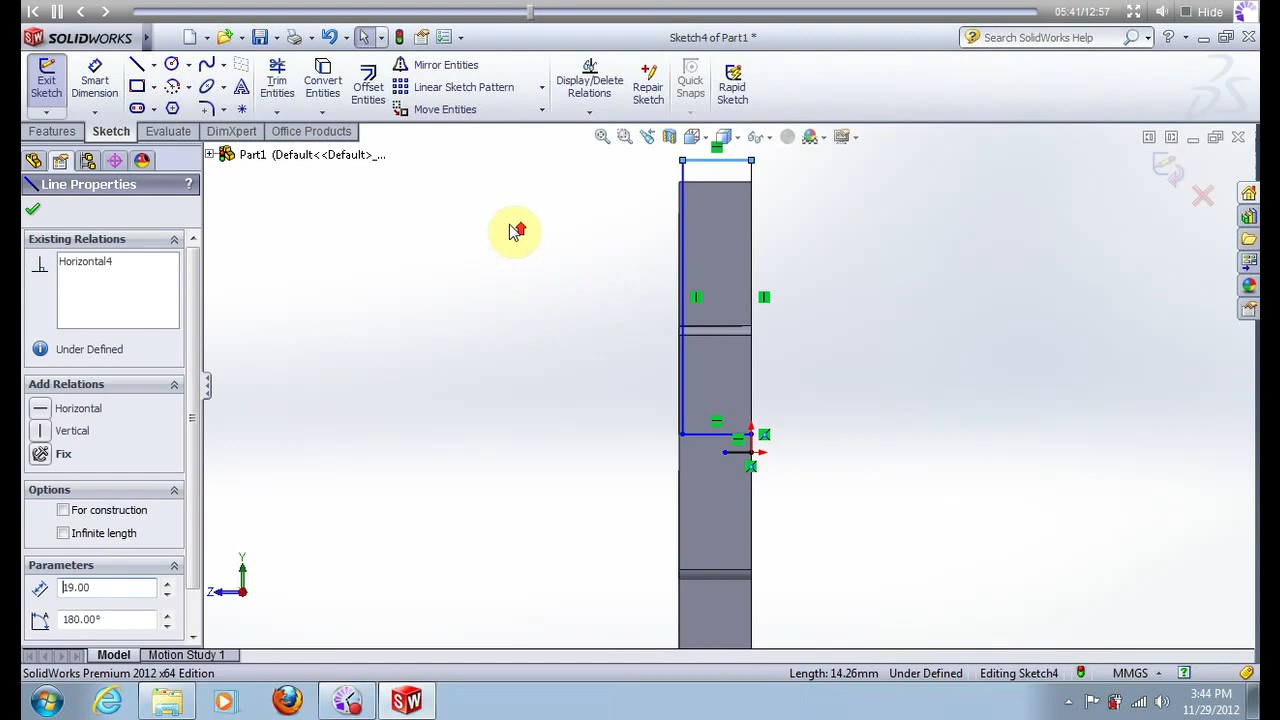 05:41/12:57
Hide
SOLIDWORKS
Sketch4 of Part1 *
Search SolidWorks Help
Exit Sketch
Smart Dimension
Trim Entities
Convert Entities
Offset Entities
Mirror Entities
Linear Sketch Pattern
Move Entities
Display/Delete Relations
Repair Sketch
Quick Snaps
Rapid Sketch
Features
Sketch
Evaluate
DimXpert
Office Products
Part1 (Default<<Default>_...
Line Properties
?
Existing Relations
Horizontal4
Under Defined
Add Relations
Horizontal
Vertical
Fix
Options
For construction
Infinite length
Parameters
19.00
180.00°
Y
Z
Model
Motion Study 1
SolidWorks Premium 2012 x64 Edition
Length: 14.26mm
Under Defined
Editing Sketch4
MMGS
?
3:44 PM
11/29/2012